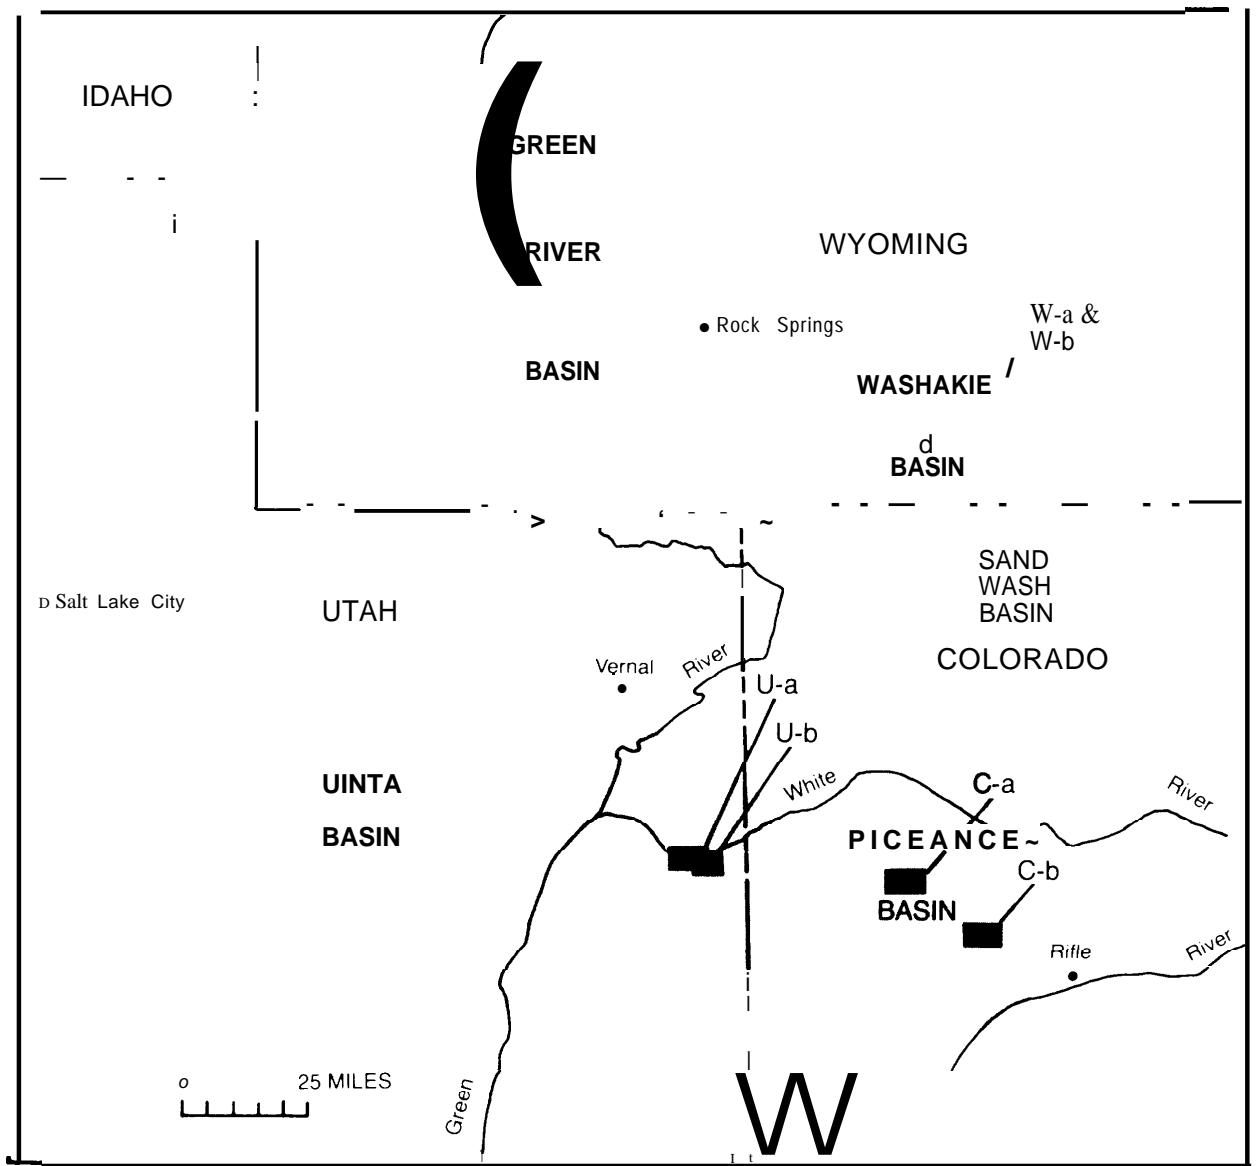 IDAHO
GREEN
i
RIVER
WYOMING
W-a &
W-b
Rock Springs
BASIN
WASHAKIE
d
BASIN
SAND
WASH
BASIN
D Salt Lake City
UTAH
COLORADO
Vernal
River
U-a
U-b
White
C-a
River
UINTA
BASIN
PICEANCE~
C-b
BASIN
Rifle
River
o 25 MILES
Green
W
I t